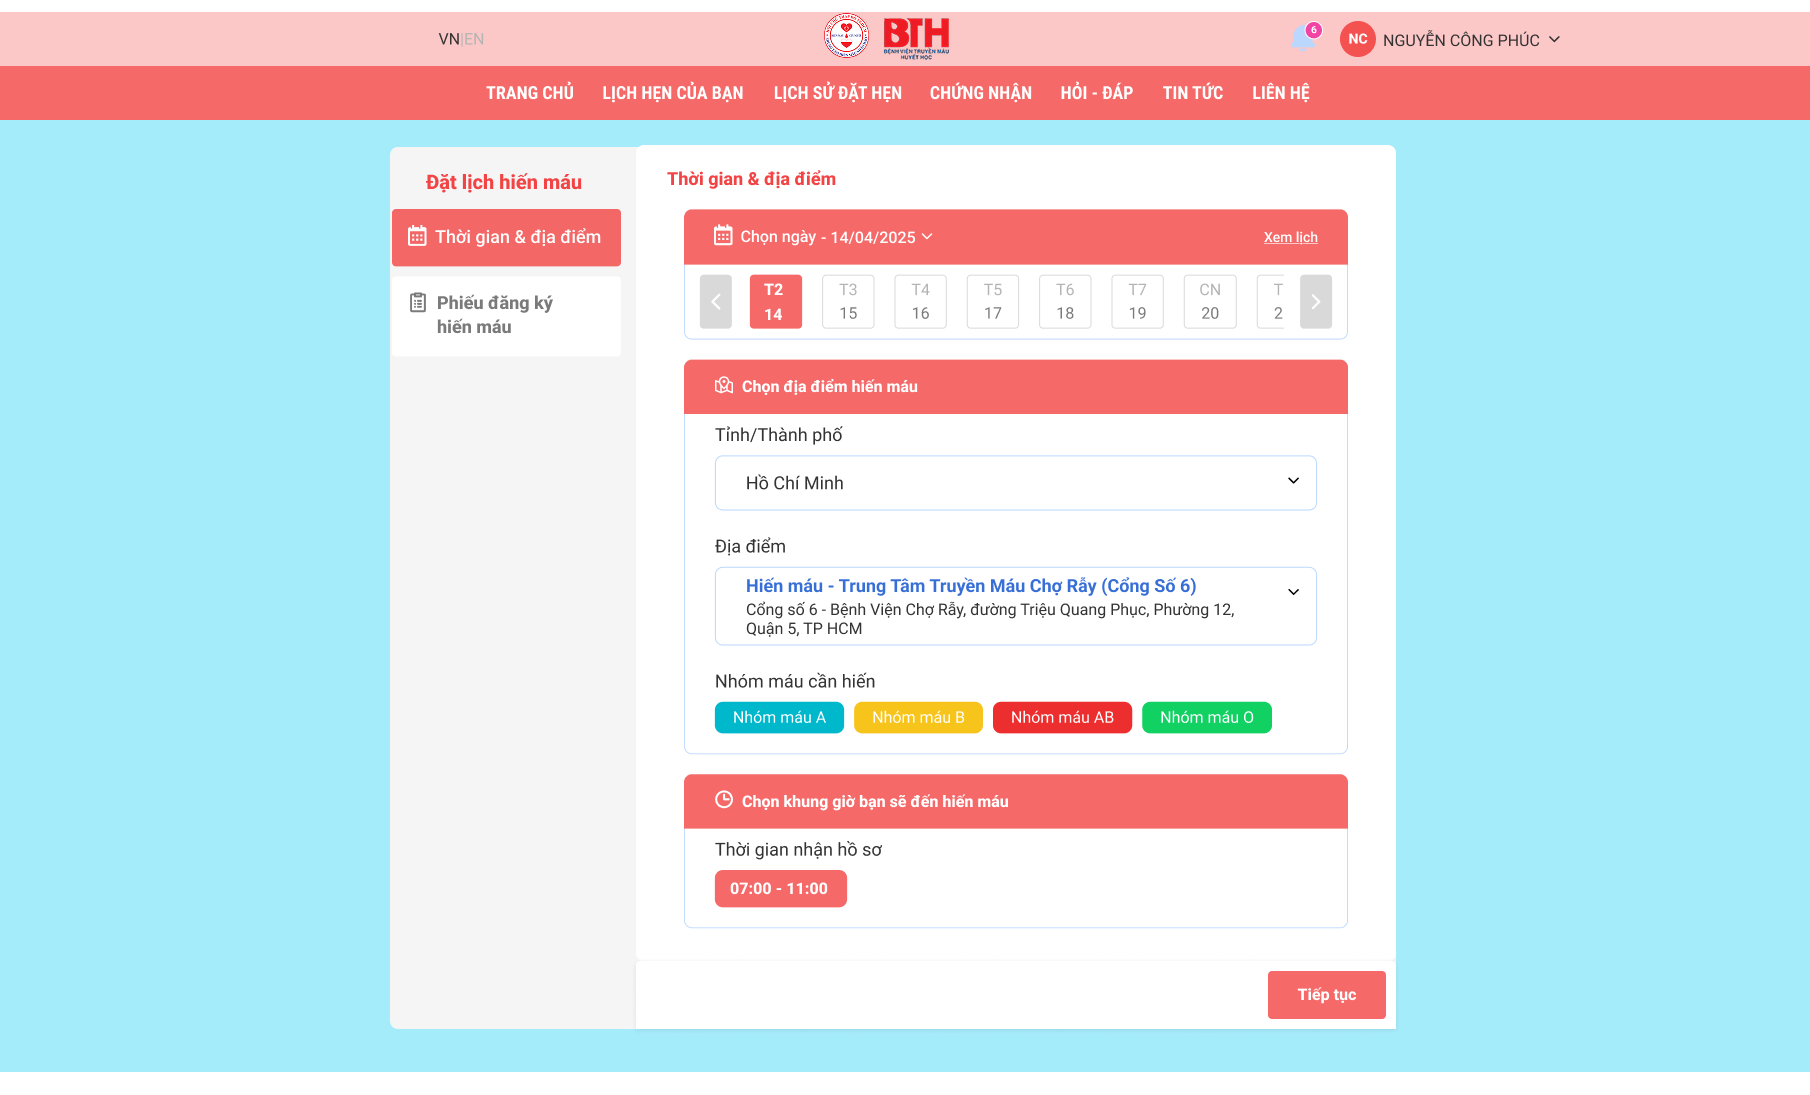 VN|EN
BTH
BỆNH VIỆN TRUYỀN MÁU
HUYẾT HỌC
6
NC
NGUYỄN CÔNG PHÚC
TRANG CHỦ
LỊCH HẸN CỦA BẠN
LỊCH SỬ ĐẶT HẸN
CHỨNG NHẬN
HỎI - ĐÁP
TIN TỨC
LIÊN HỆ
Đặt lịch hiến máu
Thời gian & địa điểm
Phiếu đăng ký
hiến máu
Thời gian & địa điểm
Chọn ngày - 14/04/2025
Xem lịch
T2
14
T3
15
T4
16
T5
17
T6
18
T7
19
CN
20
T
2
Chọn địa điểm hiến máu
Tỉnh/Thành phố
Hồ Chí Minh
Địa điểm
Hiến máu - Trung Tâm Truyền Máu Chợ Rẫy (Cổng Số 6)
Cổng số 6 - Bệnh Viện Chợ Rẫy, đường Triệu Quang Phục, Phường 12,
Quận 5, TP HCM
Nhóm máu cần hiến
Nhóm máu A
Nhóm máu B
Nhóm máu AB
Nhóm máu O
Chọn khung giờ bạn sẽ đến hiến máu
Thời gian nhận hồ sơ
07:00 - 11:00
Tiếp tục